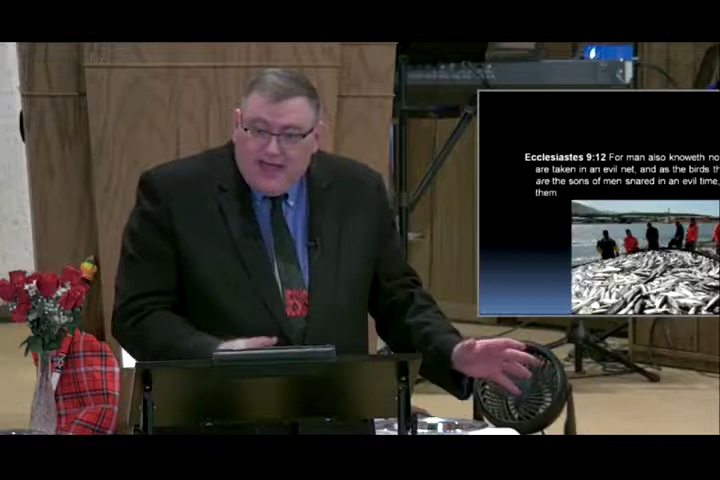 Ecclesiastes 9:12 For man also knoweth no
are taken in an evil net, and as the birds
are the sons of men snared in an evil time,
them
JESUS